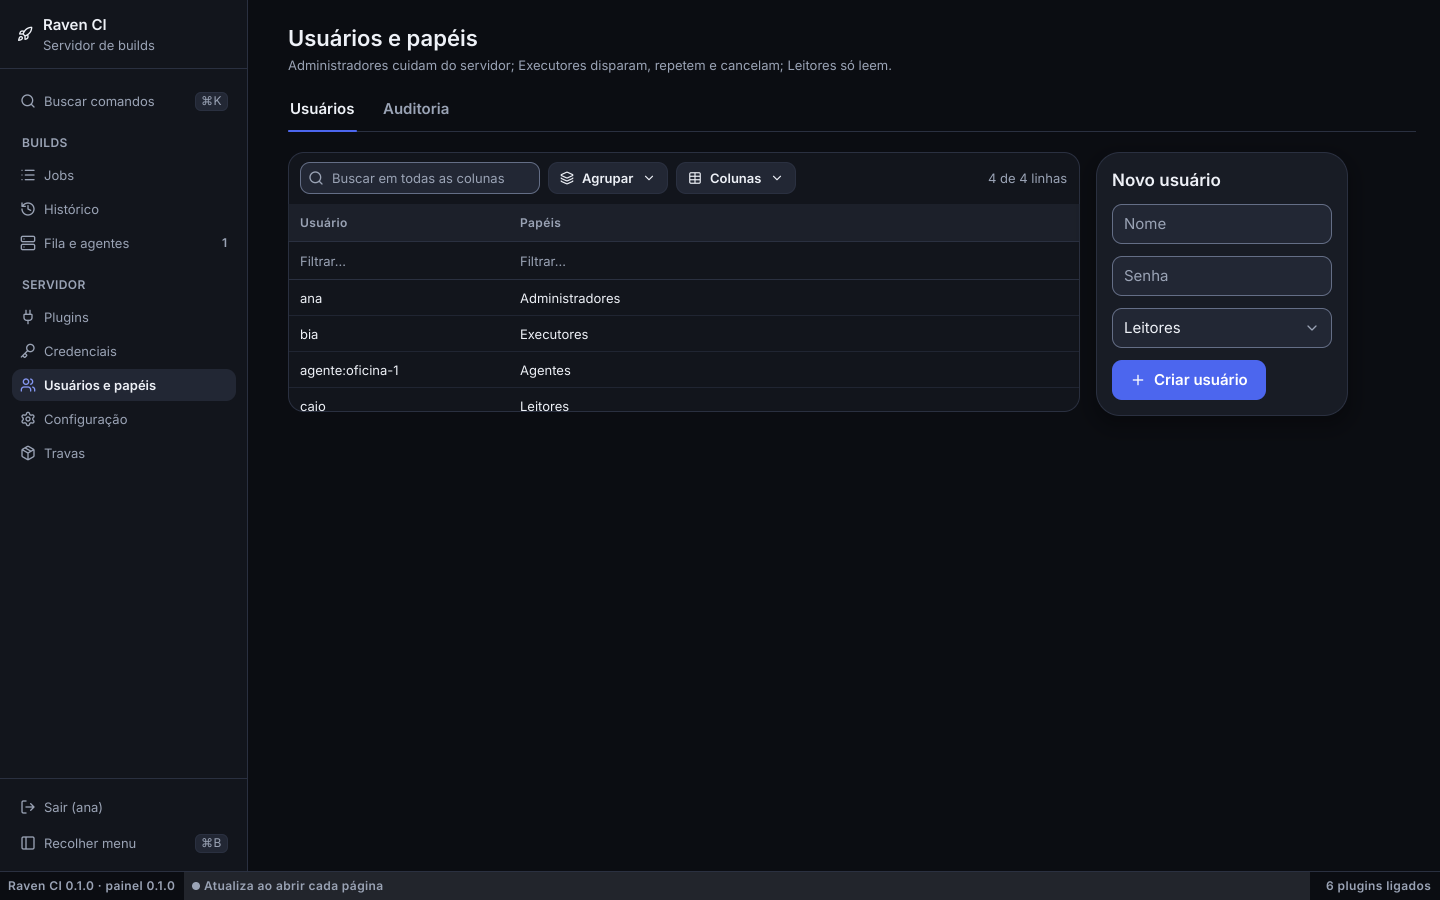 Raven CI
Servidor de builds
Buscar comandos ⌘K
BUILDS
Jobs
Histórico
Fila e agentes 1
SERVIDOR
Plugins
Credenciais
Usuários e papéis
Configuração
Travas
Sair (ana)
Recolher menu ⌘B
Usuários e papéis
Administradores cuidam do servidor; Executores disparam, repetem e cancelam; Leitores só leem.
Usuários Auditoria
Buscar em todas as colunas Agrupar Colunas 4 de 4 linhas
Usuário Papéis
Filtrar... Filtrar...
ana Administradores
bia Executores
agente:oficina-1 Agentes
caio Leitores
Novo usuário
Nome
Senha
Leitores
+ Criar usuário
Raven CI 0.1.0 · painel 0.1.0 Atualiza ao abrir cada página 6 plugins ligados